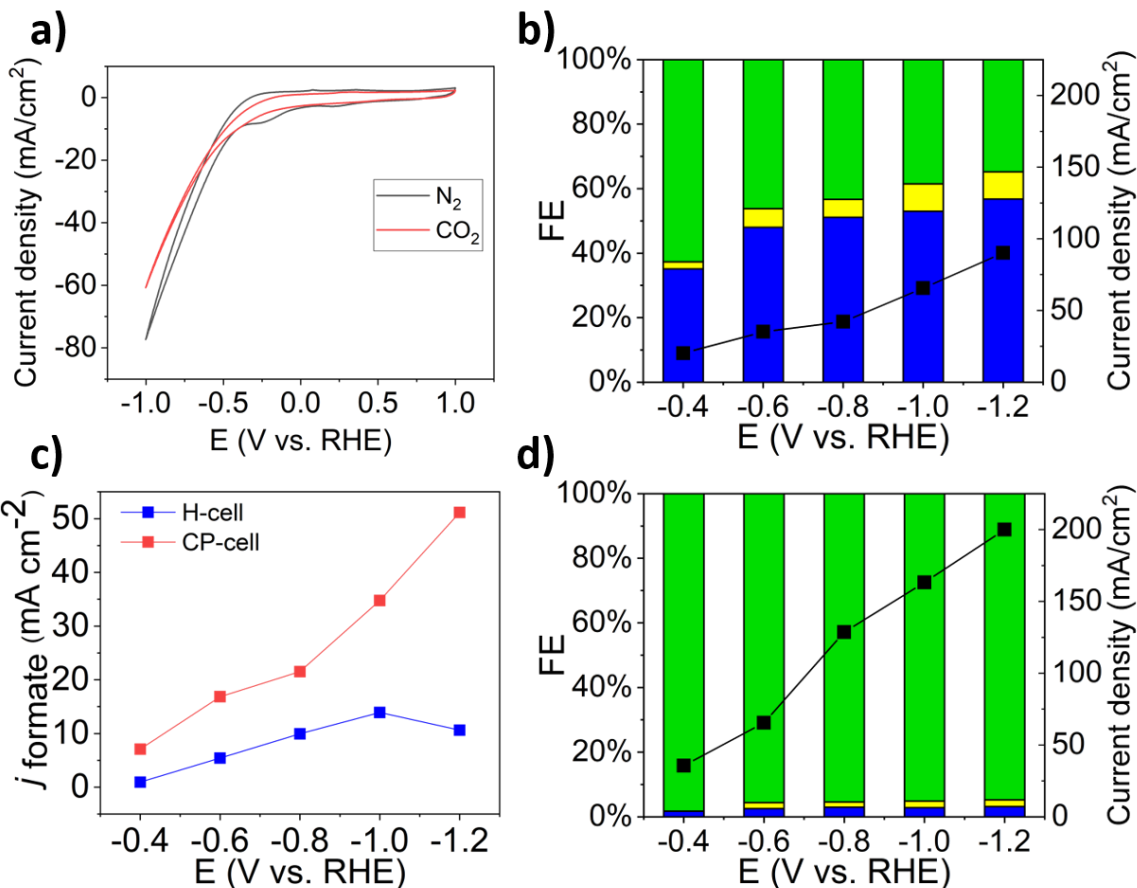 a)
0
-20
-40
-60
-80
Current density (mA/cm²)
N₂
CO₂
-1.0 -0.5 0.0 0.5 1.0
E (V vs. RHE)
b)
100%
80%
60%
40%
20%
0%
FE
200
150
100
50
0
Current density (mA/cm²)
-0.4 -0.6 -0.8 -1.0 -1.2
E (V vs. RHE)
c)
50
40
30
20
10
0
j formate (mA cm⁻²)
H-cell
CP-cell
-0.4 -0.6 -0.8 -1.0 -1.2
E (V vs. RHE)
d)
100%
80%
60%
40%
20%
0%
FE
200
150
100
50
0
Current density (mA/cm²)
-0.4 -0.6 -0.8 -1.0 -1.2
E (V vs. RHE)